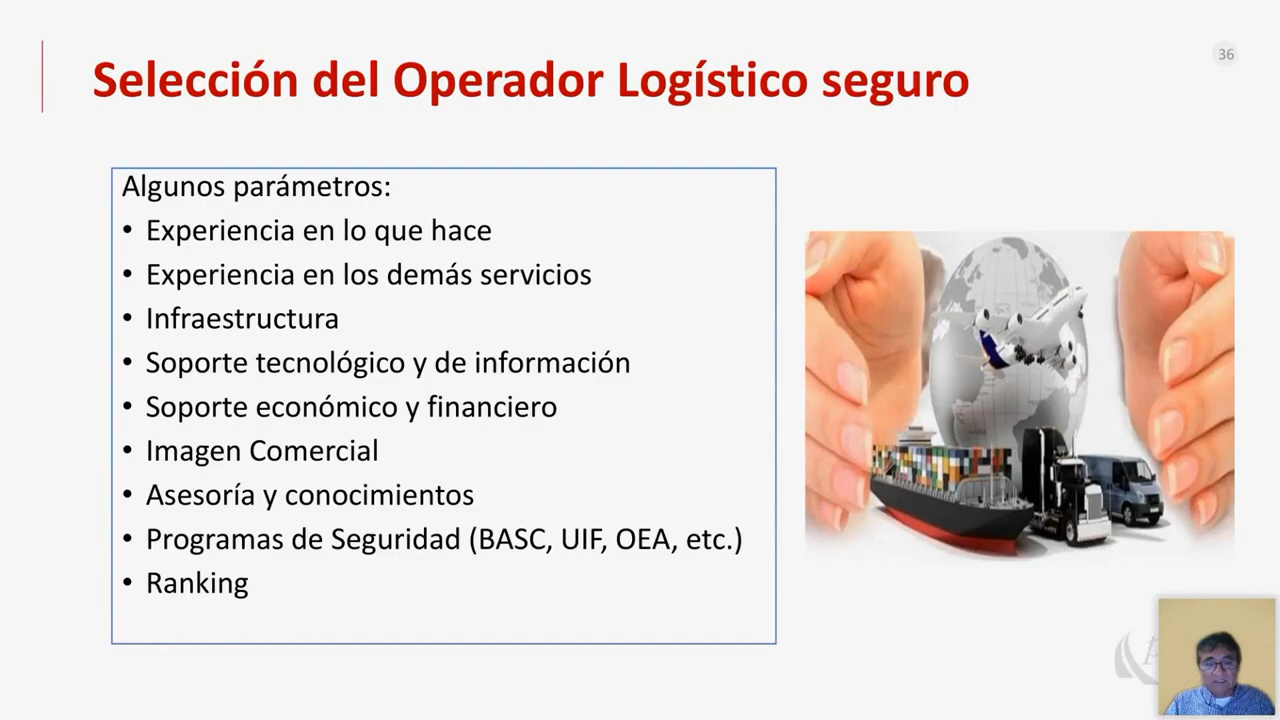 36
Selección del Operador Logístico seguro
Algunos parámetros:
• Experiencia en lo que hace
• Experiencia en los demás servicios
• Infraestructura
• Soporte tecnológico y de información
• Soporte económico y financiero
• Imagen Comercial
• Asesoría y conocimientos
• Programas de Seguridad (BASC, UIF, OEA, etc.)
• Ranking